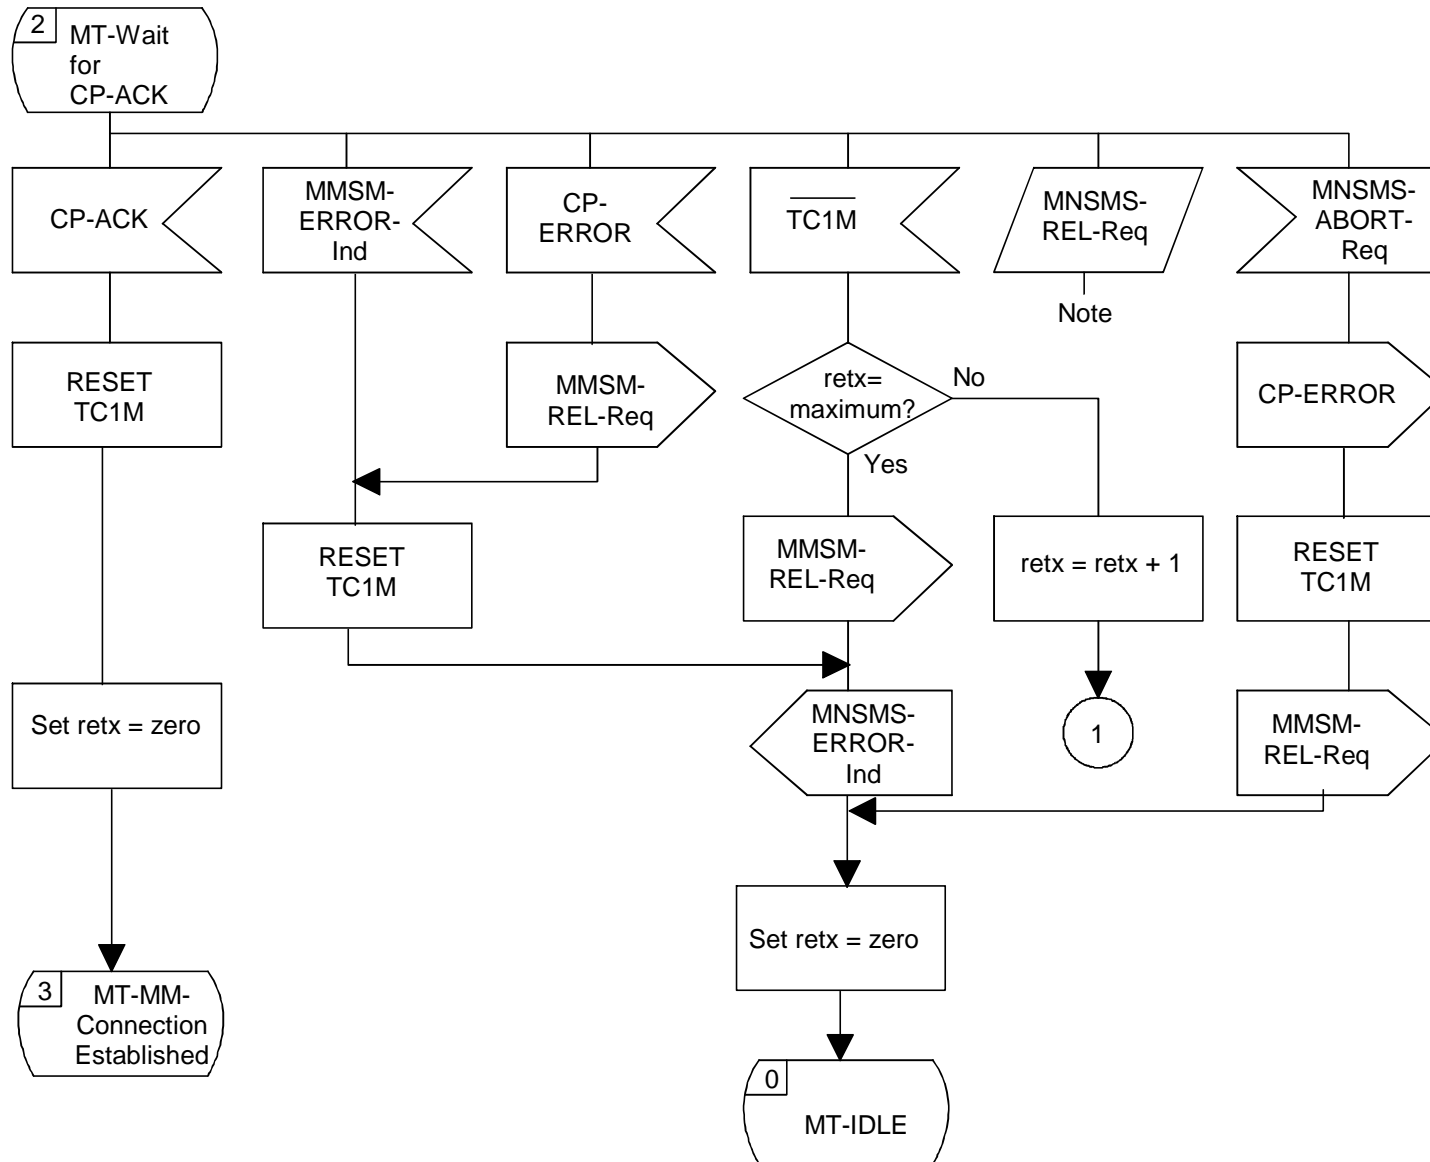 2
MT-Wait
for
CP-ACK
CP-ACK
MMSM-
ERROR-
Ind
CP-
ERROR
TC1M
MNSMS-
REL-Req
MNSMS-
ABORT-
Req
Note
RESET
TC1M
MMSM-
REL-Req
retx=
maximum?
No
Yes
CP-ERROR
RESET
TC1M
MMSM-
REL-Req
retx = retx + 1
RESET
TC1M
Set retx = zero
MNSMS-
ERROR-
Ind
1
MMSM-
REL-Req
Set retx = zero
3
MT-MM-
Connection
Established
0
MT-IDLE